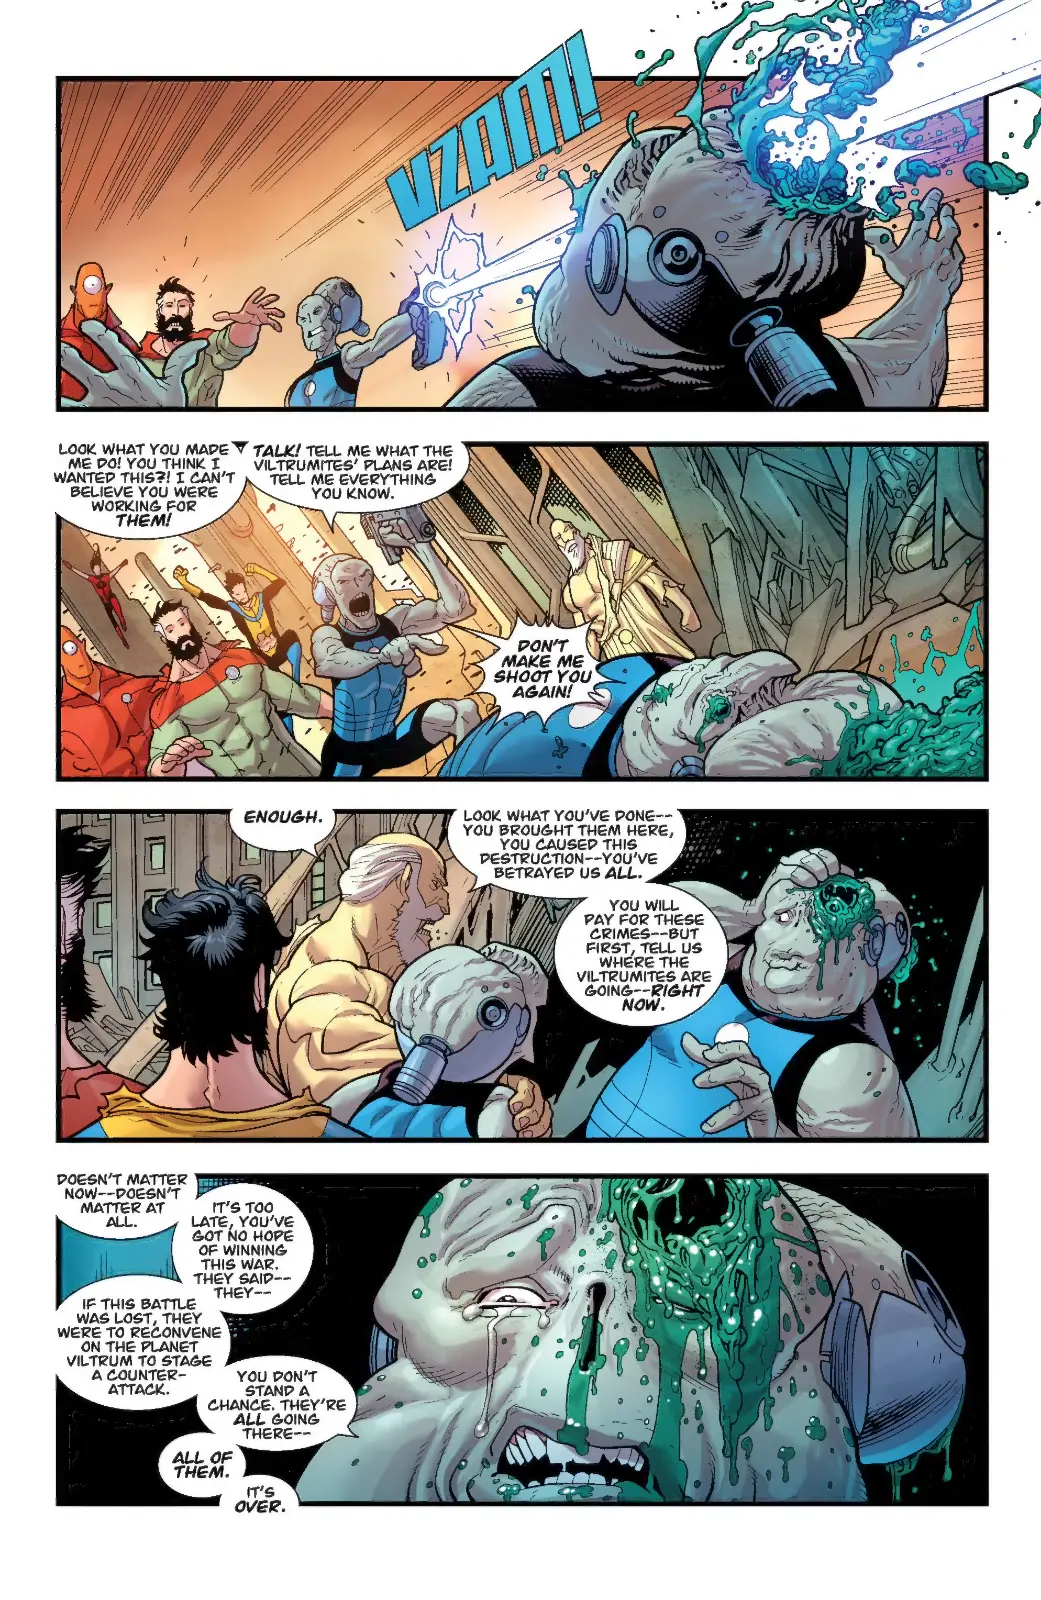 VZAM!
LOOK WHAT YOU MADE
ME DO! YOU THINK I
WANTED THIS?! I CAN'T
BELIEVE YOU WERE
WORKING FOR
THEM!
TALK! TELL ME WHAT THE
VILTRUMITES' PLANS ARE!
TELL ME EVERYTHING
YOU KNOW.
DON'T
MAKE ME
SHOOT YOU
AGAIN!
ENOUGH.
LOOK WHAT YOU'VE DONE--
YOU BROUGHT THEM HERE,
YOU CAUSED THIS
DESTRUCTION--YOU'VE
BETRAYED US ALL.
YOU WILL
PAY FOR THESE
CRIMES--BUT
FIRST, TELL US
WHERE THE
VILTRUMITES ARE
GOING--RIGHT
NOW.
DOESN'T MATTER
NOW--DOESN'T
MATTER AT
ALL.
IT'S TOO
LATE, YOU'VE
GOT NO HOPE
OF WINNING
THIS WAR.
THEY SAID--
THEY--
IF THIS BATTLE
WAS LOST, THEY
WERE TO RECONVENE
ON THE PLANET
VILTRUM TO STAGE
A COUNTER-
ATTACK.
YOU DON'T
STAND A
CHANCE. THEY'RE
ALL GOING
THERE--
ALL OF
THEM.
IT'S
OVER.